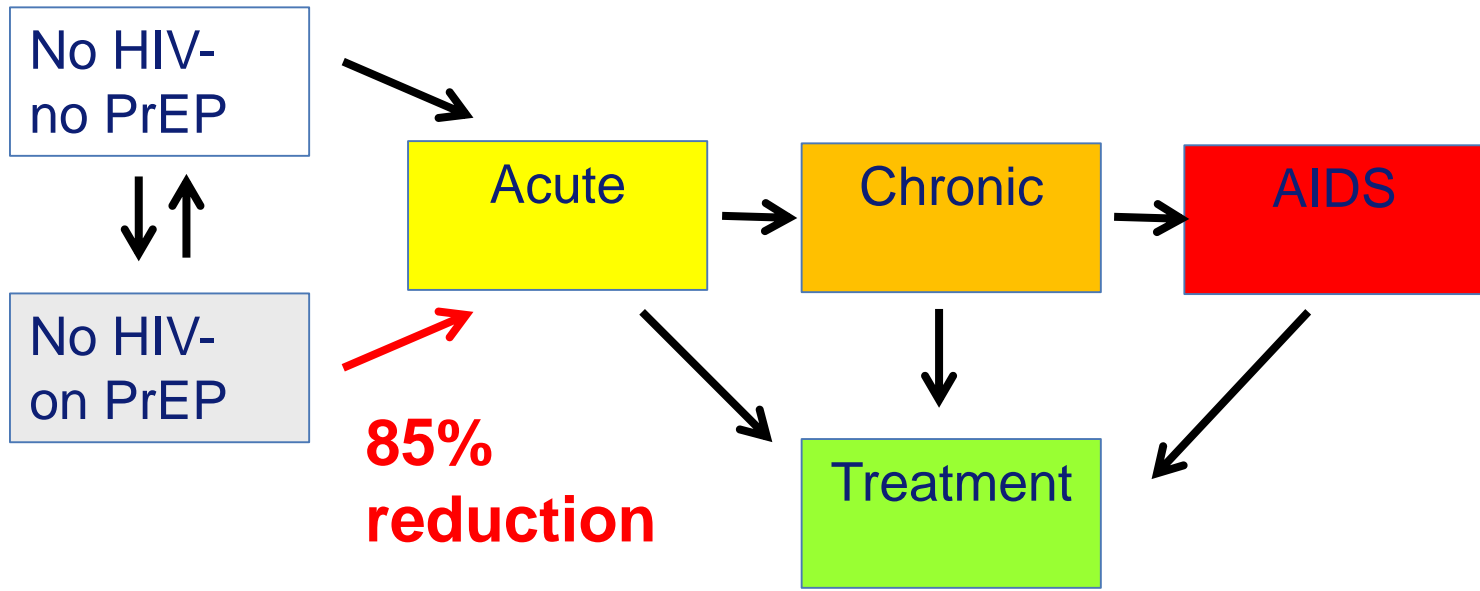 No HIV-
no PrEP
Acute
Chronic
AIDS
No HIV-
on PrEP
85%
reduction
Treatment